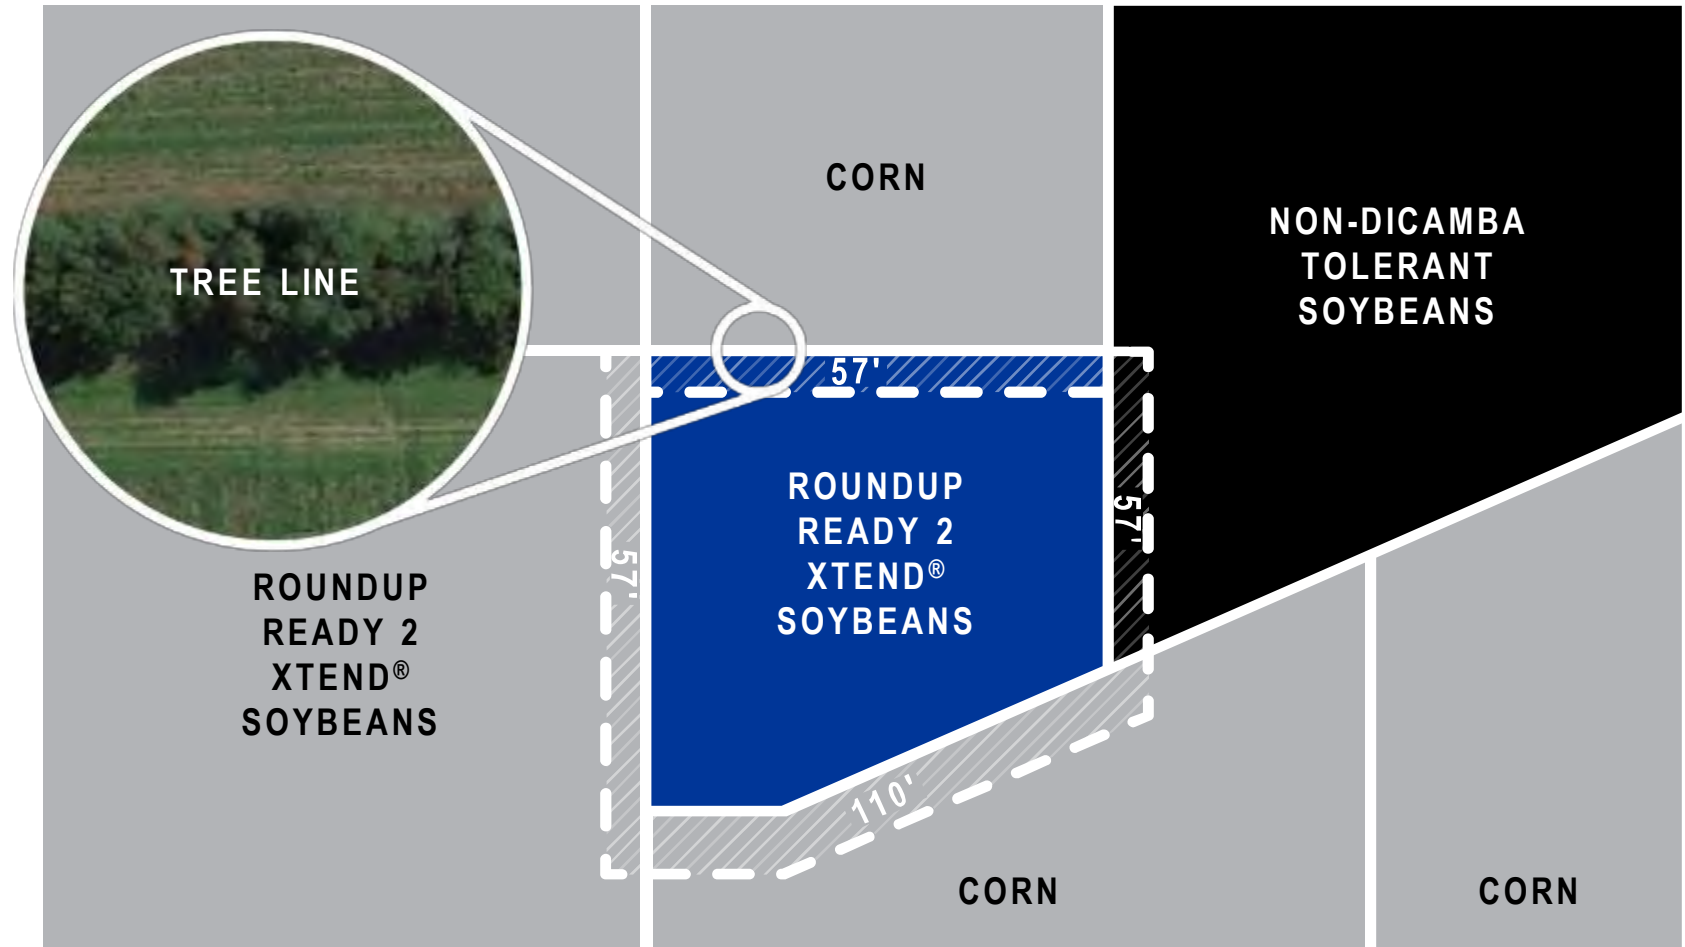 CORN
NON-DICAMBA
TOLERANT
SOYBEANS
TREE LINE
57'
ROUNDUP
READY 2
XTEND®
SOYBEANS
57'
57'
ROUNDUP
READY 2
XTEND®
SOYBEANS
110'
CORN
CORN